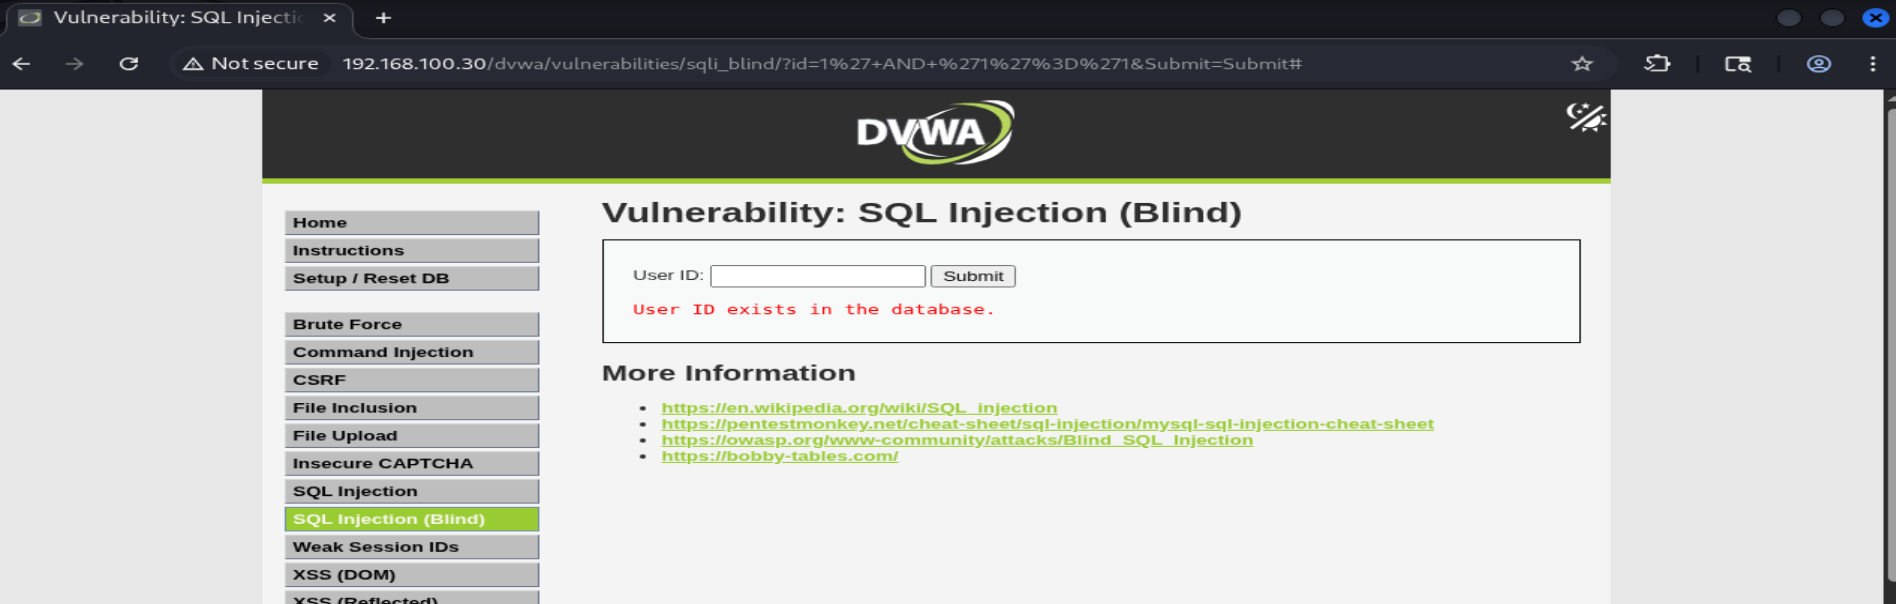 Vulnerability: SQL Injectic
Not secure 192.168.100.30/dvwa/vulnerabilities/sqli_blind/?id=1%27+AND+%271%27%3D%271&Submit=Submit#
DVWA
Home
Instructions
Setup / Reset DB
Brute Force
Command Injection
CSRF
File Inclusion
File Upload
Insecure CAPTCHA
SQL Injection
SQL Injection (Blind)
Weak Session IDs
XSS (DOM)
XSS (Reflected)
Vulnerability: SQL Injection (Blind)
User ID: Submit
User ID exists in the database.
More Information
• https://en.wikipedia.org/wiki/SQL_injection
• https://pentestmonkey.net/cheat-sheet/sql-injection/mysql-sql-injection-cheat-sheet
• https://owasp.org/www-community/attacks/Blind_SQL_Injection
• https://bobby-tables.com/